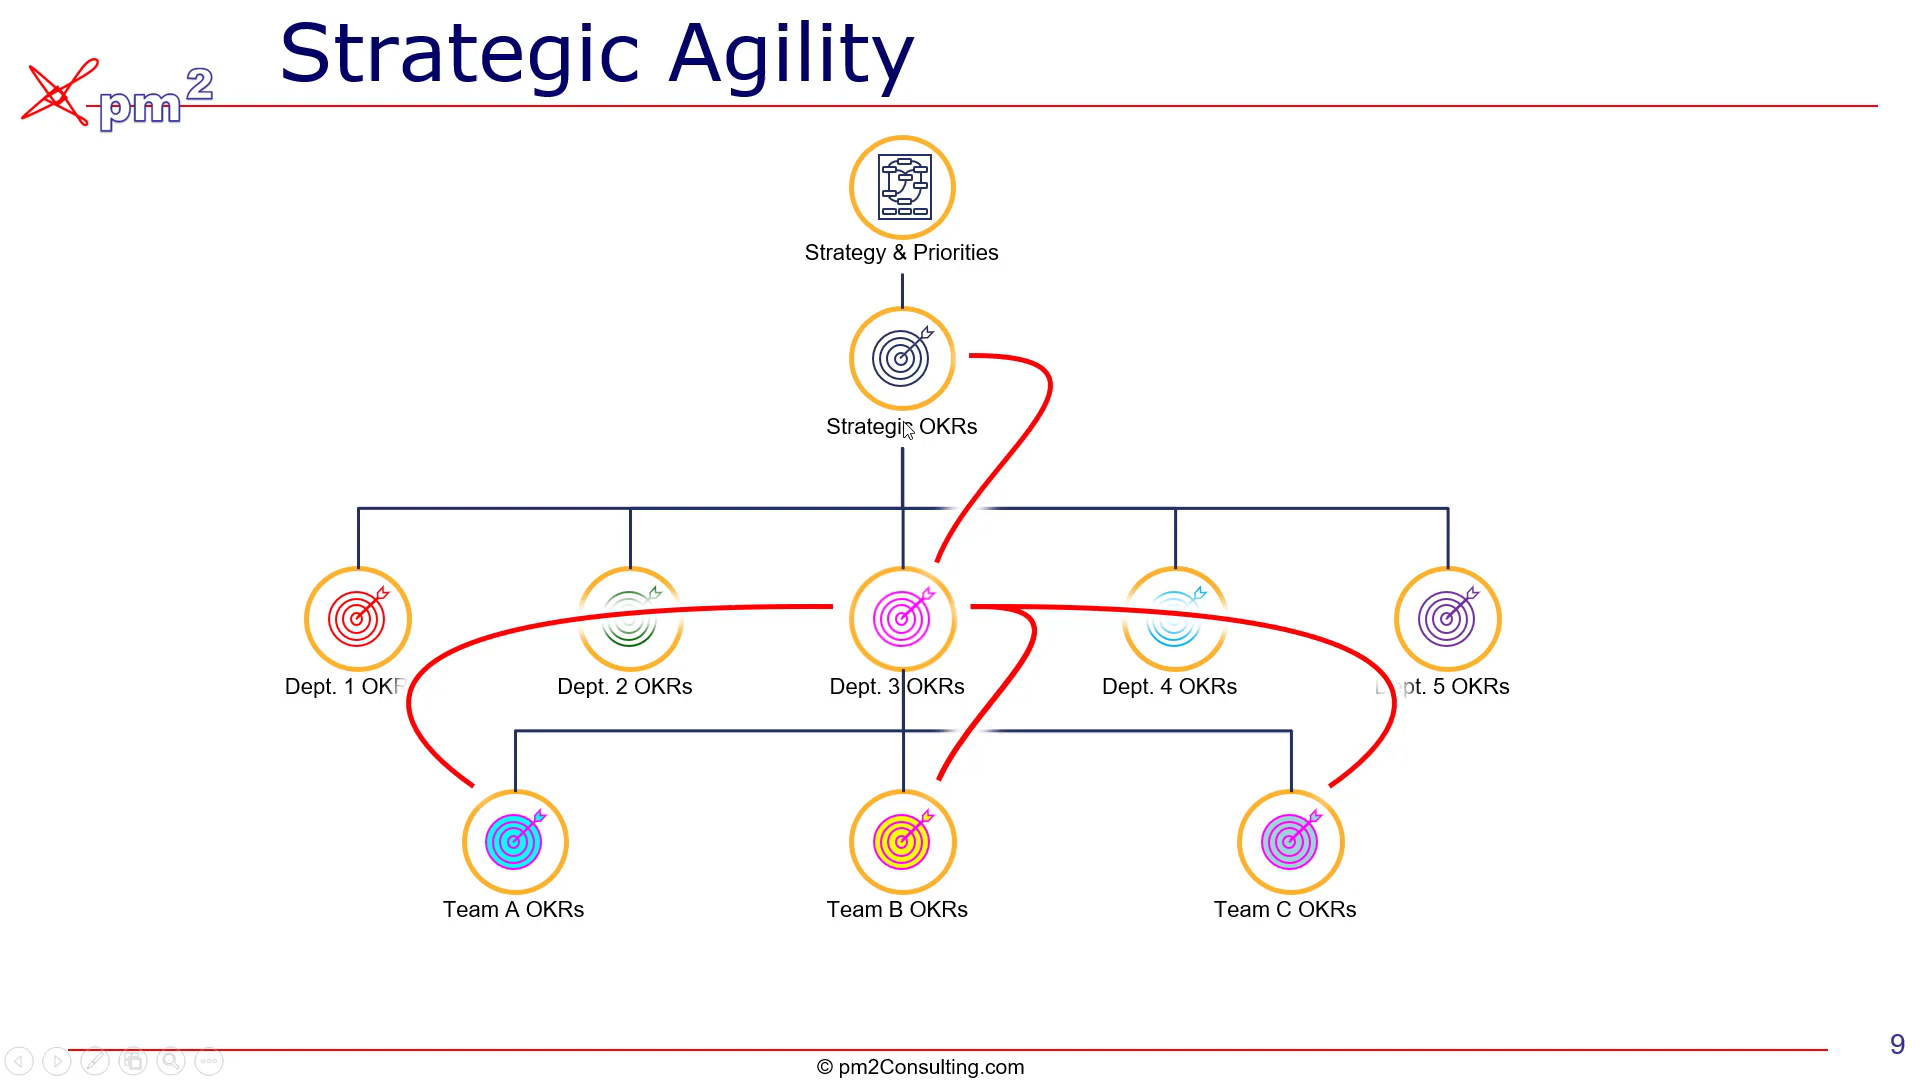 Strategic Agility
pm2
Strategy & Priorities
Strategic OKRs
Dept. 1 OKR
Dept. 2 OKRs
Dept. 3 OKRs
Dept. 4 OKRs
Dept. 5 OKRs
Team A OKRs
Team B OKRs
Team C OKRs
9
© pm2Consulting.com